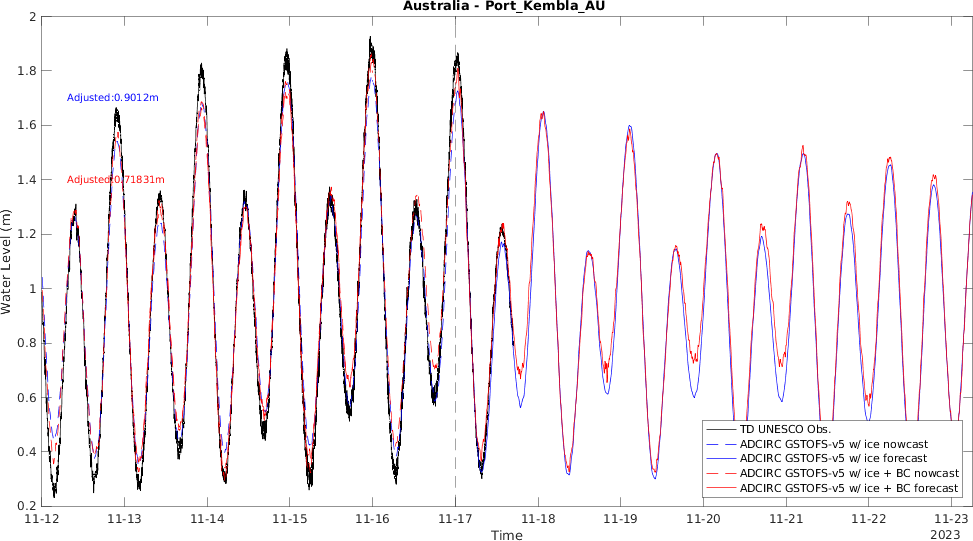 Australia - Port_Kembla_AU
2
1.8
1.6
1.4
1.2
1
0.8
0.6
0.4
0.2
Water Level (m)
Adjusted:0.9012m
Adjusted:0.71831m
TD UNESCO Obs.
ADCIRC GSTOFS-v5 w/ ice nowcast
ADCIRC GSTOFS-v5 w/ ice forecast
ADCIRC GSTOFS-v5 w/ ice + BC nowcast
ADCIRC GSTOFS-v5 w/ ice + BC forecast
11-12 11-13 11-14 11-15 11-16 11-17 11-18 11-19 11-20 11-21 11-22 11-23
Time
2023